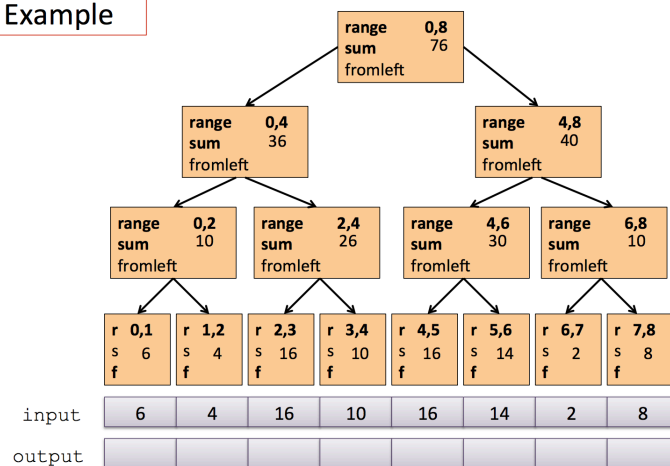 Example
range 0,8
sum 76
fromleft
range 0,4
sum 36
fromleft
range 4,8
sum 40
fromleft
range 0,2
sum 10
fromleft
range 2,4
sum 26
fromleft
range 4,6
sum 30
fromleft
range 6,8
sum 10
fromleft
r 0,1
s 6
f
r 1,2
s 4
f
r 2,3
s 16
f
r 3,4
s 10
f
r 4,5
s 16
f
r 5,6
s 14
f
r 6,7
s 2
f
r 7,8
s 8
f
input 6 4 16 10 16 14 2 8
output